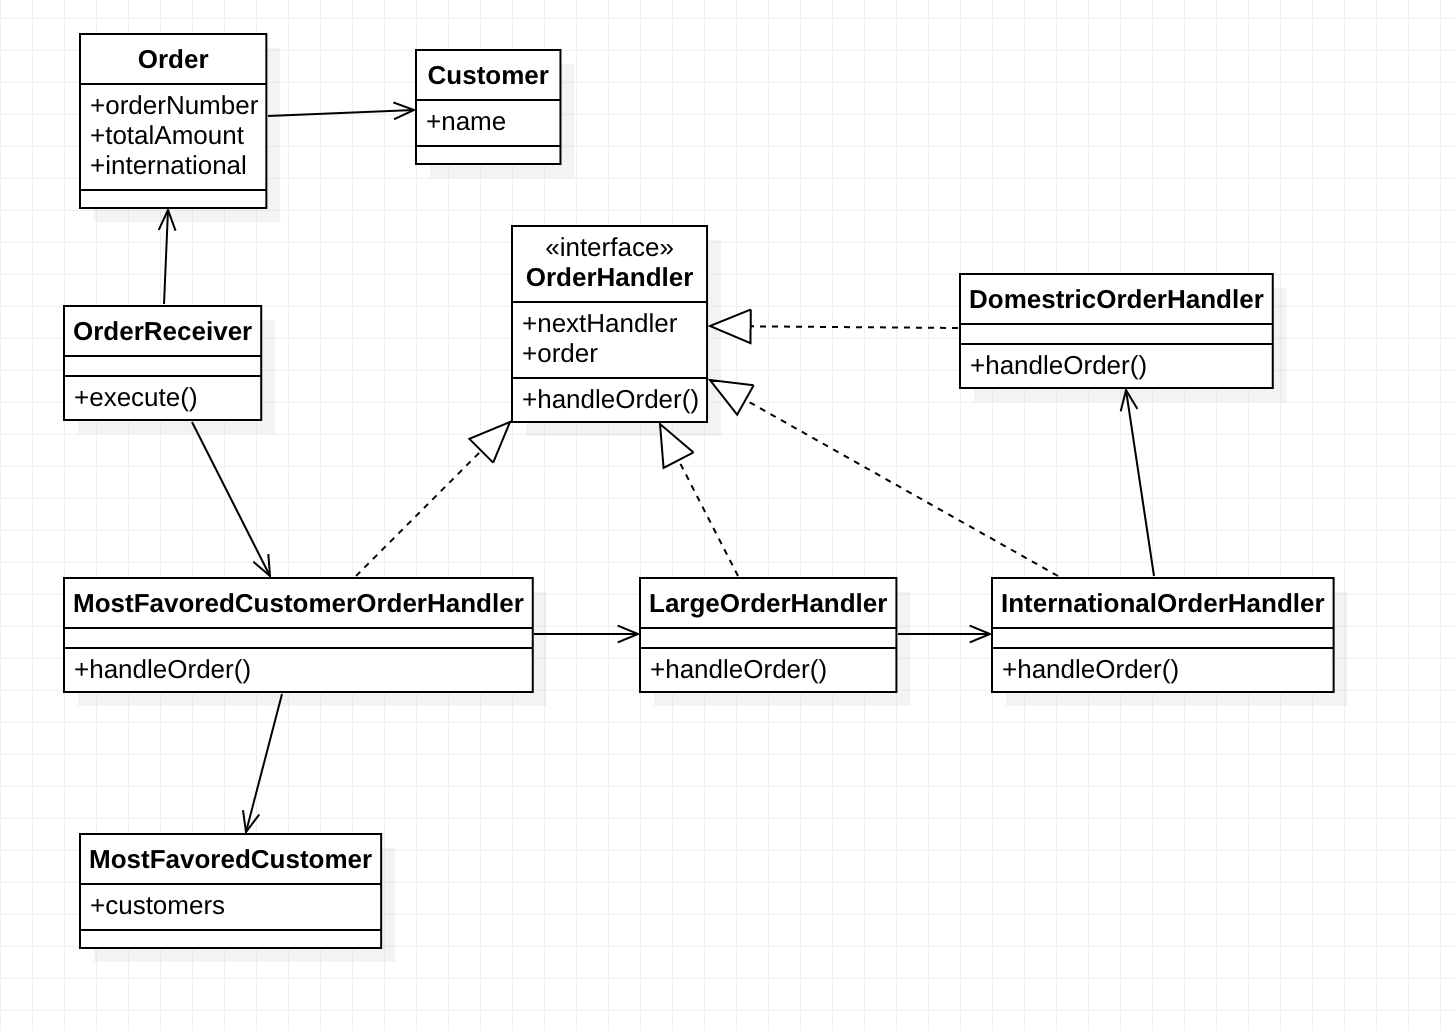 Order
+orderNumber
+totalAmount
+international
Customer
+name
«interface»
OrderHandler
+nextHandler
+order
+handleOrder()
DomestricOrderHandler
+handleOrder()
OrderReceiver
+execute()
MostFavoredCustomerOrderHandler
+handleOrder()
LargeOrderHandler
+handleOrder()
InternationalOrderHandler
+handleOrder()
MostFavoredCustomer
+customers